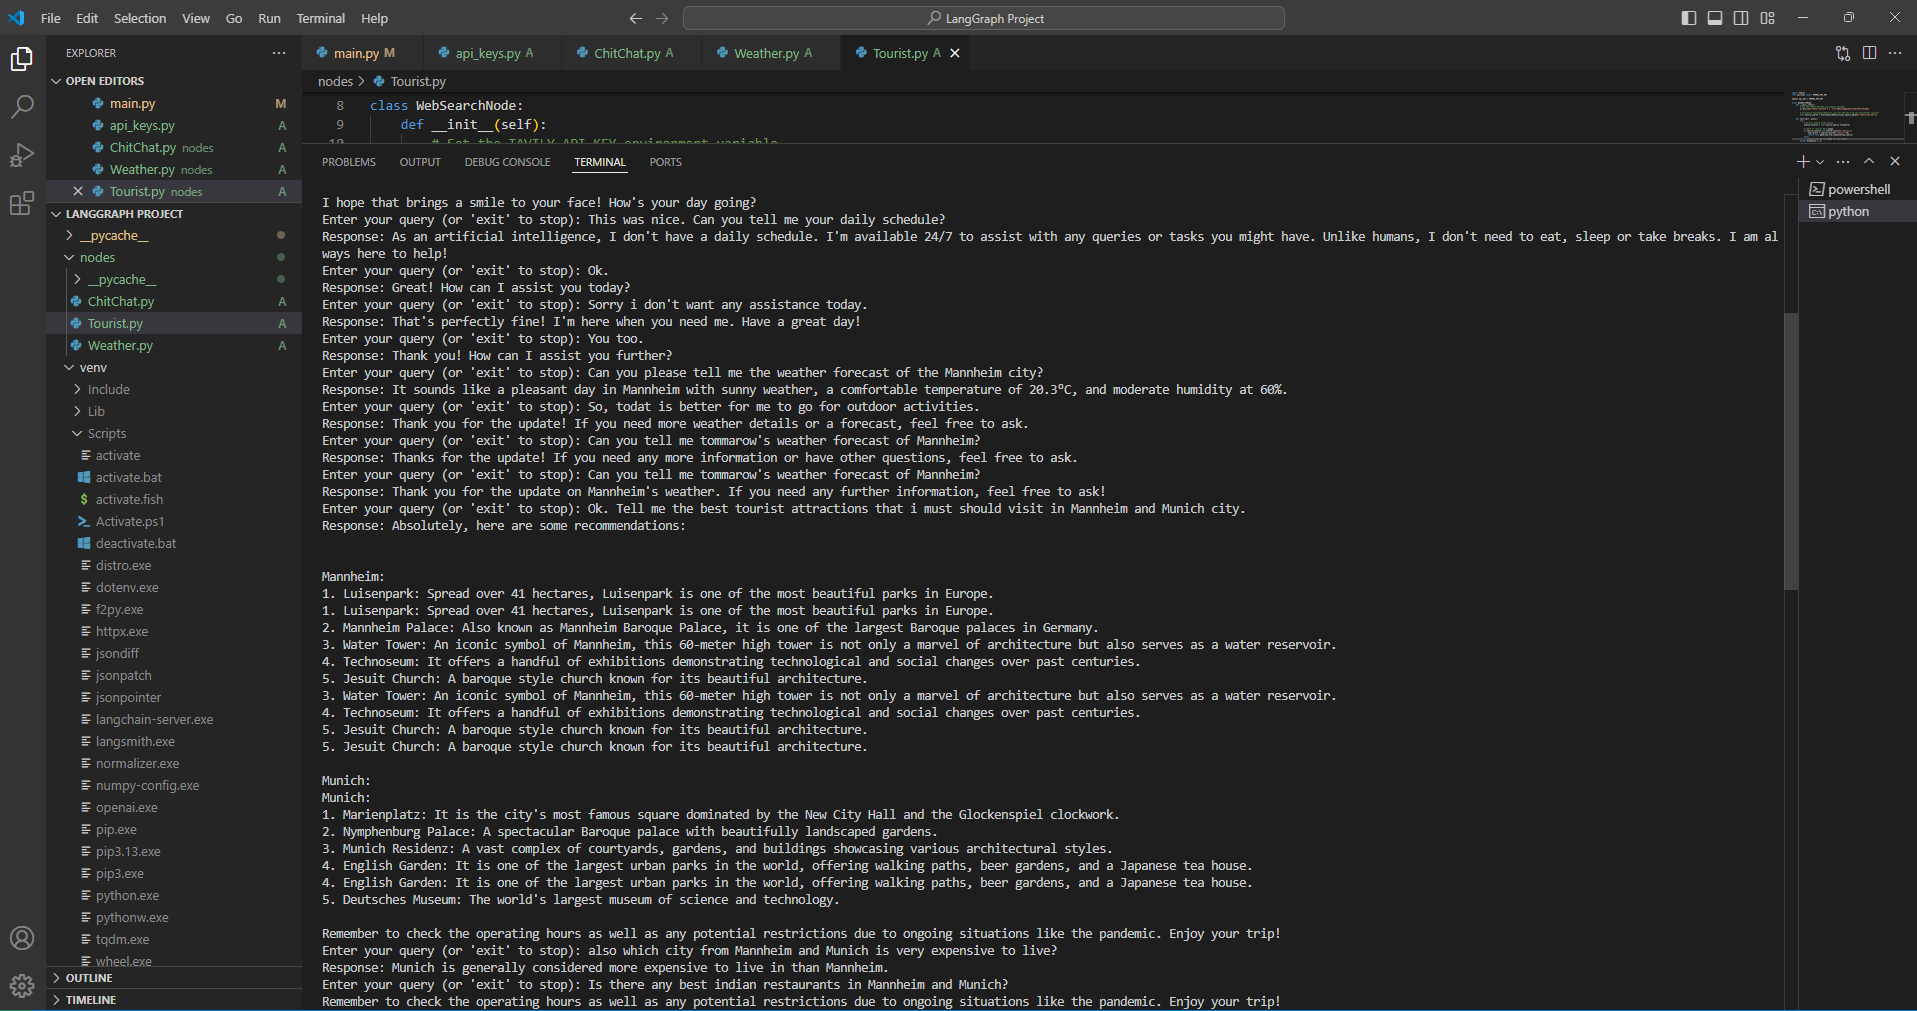 File Edit Selection View Go Run Terminal Help
LangGraph Project
EXPLORER
OPEN EDITORS
main.py M
api_keys.py A
ChitChat.py nodes A
Weather.py nodes A
Tourist.py nodes A
LANGGRAPH PROJECT
__pycache__
nodes
__pycache__
ChitChat.py A
Tourist.py A
Weather.py A
venv
Include
Lib
Scripts
activate
activate.bat
activate.fish
Activate.ps1
deactivate.bat
distro.exe
dotenv.exe
f2py.exe
httpx.exe
jsondiff
jsonpatch
jsonpointer
langchain-server.exe
langsmith.exe
normalizer.exe
numpy-config.exe
openai.exe
pip.exe
pip3.13.exe
pip3.exe
python.exe
pythonw.exe
tqdm.exe
wheel.exe
OUTLINE
TIMELINE
main.py M api_keys.py A ChitChat.py A Weather.py A Tourist.py A
nodes > Tourist.py
8 class WebSearchNode:
9 def __init__(self):
10 # Set the TAVILY_API_KEY environment variable
PROBLEMS OUTPUT DEBUG CONSOLE TERMINAL PORTS
powershell
python
I hope that brings a smile to your face! How's your day going?
Enter your query (or 'exit' to stop): This was nice. Can you tell me your daily schedule?
Response: As an artificial intelligence, I don't have a daily schedule. I'm available 24/7 to assist with any queries or tasks you might have. Unlike humans, I don't need to eat, sleep or take breaks. I am al
ways here to help!
Enter your query (or 'exit' to stop): Ok.
Response: Great! How can I assist you today?
Enter your query (or 'exit' to stop): Sorry i don't want any assistance today.
Response: That's perfectly fine! I'm here when you need me. Have a great day!
Enter your query (or 'exit' to stop): You too.
Response: Thank you! How can I assist you further?
Enter your query (or 'exit' to stop): Can you please tell me the weather forecast of the Mannheim city?
Response: It sounds like a pleasant day in Mannheim with sunny weather, a comfortable temperature of 20.3°C, and moderate humidity at 60%.
Enter your query (or 'exit' to stop): So, todat is better for me to go for outdoor activities.
Response: Thank you for the update! If you need more weather details or a forecast, feel free to ask.
Enter your query (or 'exit' to stop): Can you tell me tommarow's weather forecast of Mannheim?
Response: Thanks for the update! If you need any more information or have other questions, feel free to ask.
Enter your query (or 'exit' to stop): Can you tell me tommarow's weather forecast of Mannheim?
Response: Thank you for the update on Mannheim's weather. If you need any further information, feel free to ask!
Enter your query (or 'exit' to stop): Ok. Tell me the best tourist attractions that i must should visit in Mannheim and Munich city.
Response: Absolutely, here are some recommendations:
Mannheim:
1. Luisenpark: Spread over 41 hectares, Luisenpark is one of the most beautiful parks in Europe.
1. Luisenpark: Spread over 41 hectares, Luisenpark is one of the most beautiful parks in Europe.
2. Mannheim Palace: Also known as Mannheim Baroque Palace, it is one of the largest Baroque palaces in Germany.
3. Water Tower: An iconic symbol of Mannheim, this 60-meter high tower is not only a marvel of architecture but also serves as a water reservoir.
4. Technoseum: It offers a handful of exhibitions demonstrating technological and social changes over past centuries.
5. Jesuit Church: A baroque style church known for its beautiful architecture.
3. Water Tower: An iconic symbol of Mannheim, this 60-meter high tower is not only a marvel of architecture but also serves as a water reservoir.
4. Technoseum: It offers a handful of exhibitions demonstrating technological and social changes over past centuries.
5. Jesuit Church: A baroque style church known for its beautiful architecture.
5. Jesuit Church: A baroque style church known for its beautiful architecture.
Munich:
Munich:
1. Marienplatz: It is the city's most famous square dominated by the New City Hall and the Glockenspiel clockwork.
2. Nymphenburg Palace: A spectacular Baroque palace with beautifully landscaped gardens.
3. Munich Residenz: A vast complex of courtyards, gardens, and buildings showcasing various architectural styles.
4. English Garden: It is one of the largest urban parks in the world, offering walking paths, beer gardens, and a Japanese tea house.
4. English Garden: It is one of the largest urban parks in the world, offering walking paths, beer gardens, and a Japanese tea house.
5. Deutsches Museum: The world's largest museum of science and technology.
Remember to check the operating hours as well as any potential restrictions due to ongoing situations like the pandemic. Enjoy your trip!
Enter your query (or 'exit' to stop): also which city from Mannheim and Munich is very expensive to live?
Response: Munich is generally considered more expensive to live in than Mannheim.
Enter your query (or 'exit' to stop): Is there any best indian restaurants in Mannheim and Munich?
Remember to check the operating hours as well as any potential restrictions due to ongoing situations like the pandemic. Enjoy your trip!